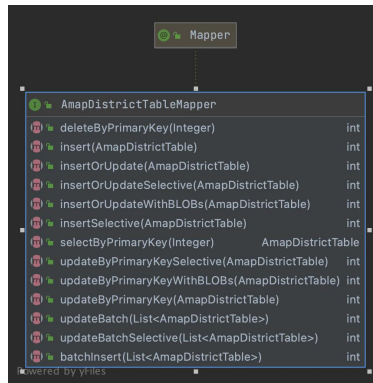 Mapper
AmapDistrictTableMapper
deleteByPrimaryKey(Integer) int
insert(AmapDistrictTable) int
insertOrUpdate(AmapDistrictTable) int
insertOrUpdateSelective(AmapDistrictTable) int
insertOrUpdateWithBLOBs(AmapDistrictTable) int
insertSelective(AmapDistrictTable) int
selectByPrimaryKey(Integer) AmapDistrictTable
updateByPrimaryKeySelective(AmapDistrictTable) int
updateByPrimaryKeyWithBLOBs(AmapDistrictTable) int
updateByPrimaryKey(AmapDistrictTable) int
updateBatch(List<AmapDistrictTable>) int
updateBatchSelective(List<AmapDistrictTable>) int
batchInsert(List<AmapDistrictTable>) int
Powered by yFiles